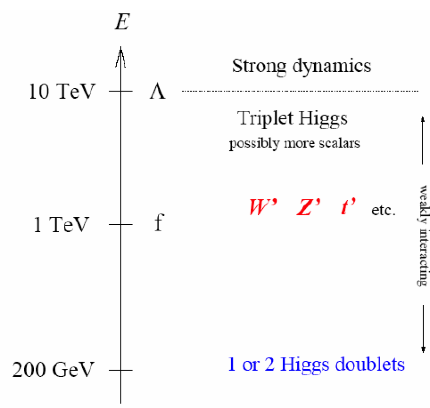 E
Strong dynamics
10 TeV Λ
Triplet Higgs
possibly more scalars
W' Z' t' etc.
1 TeV f
weakly interacting
1 or 2 Higgs doublets
200 GeV